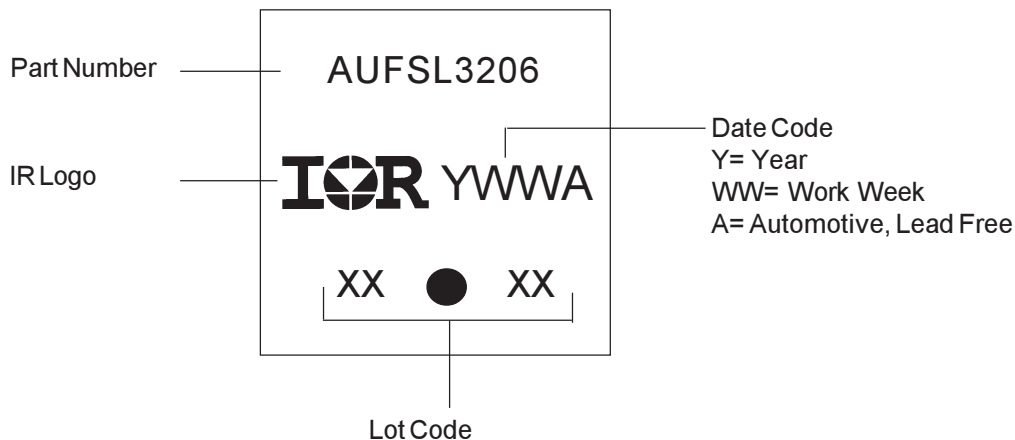 Part Number
AUFSL3206
IR Logo
IOR YWWA
Date Code
Y= Year
WW= Work Week
A= Automotive, Lead Free
XX ● XX
Lot Code